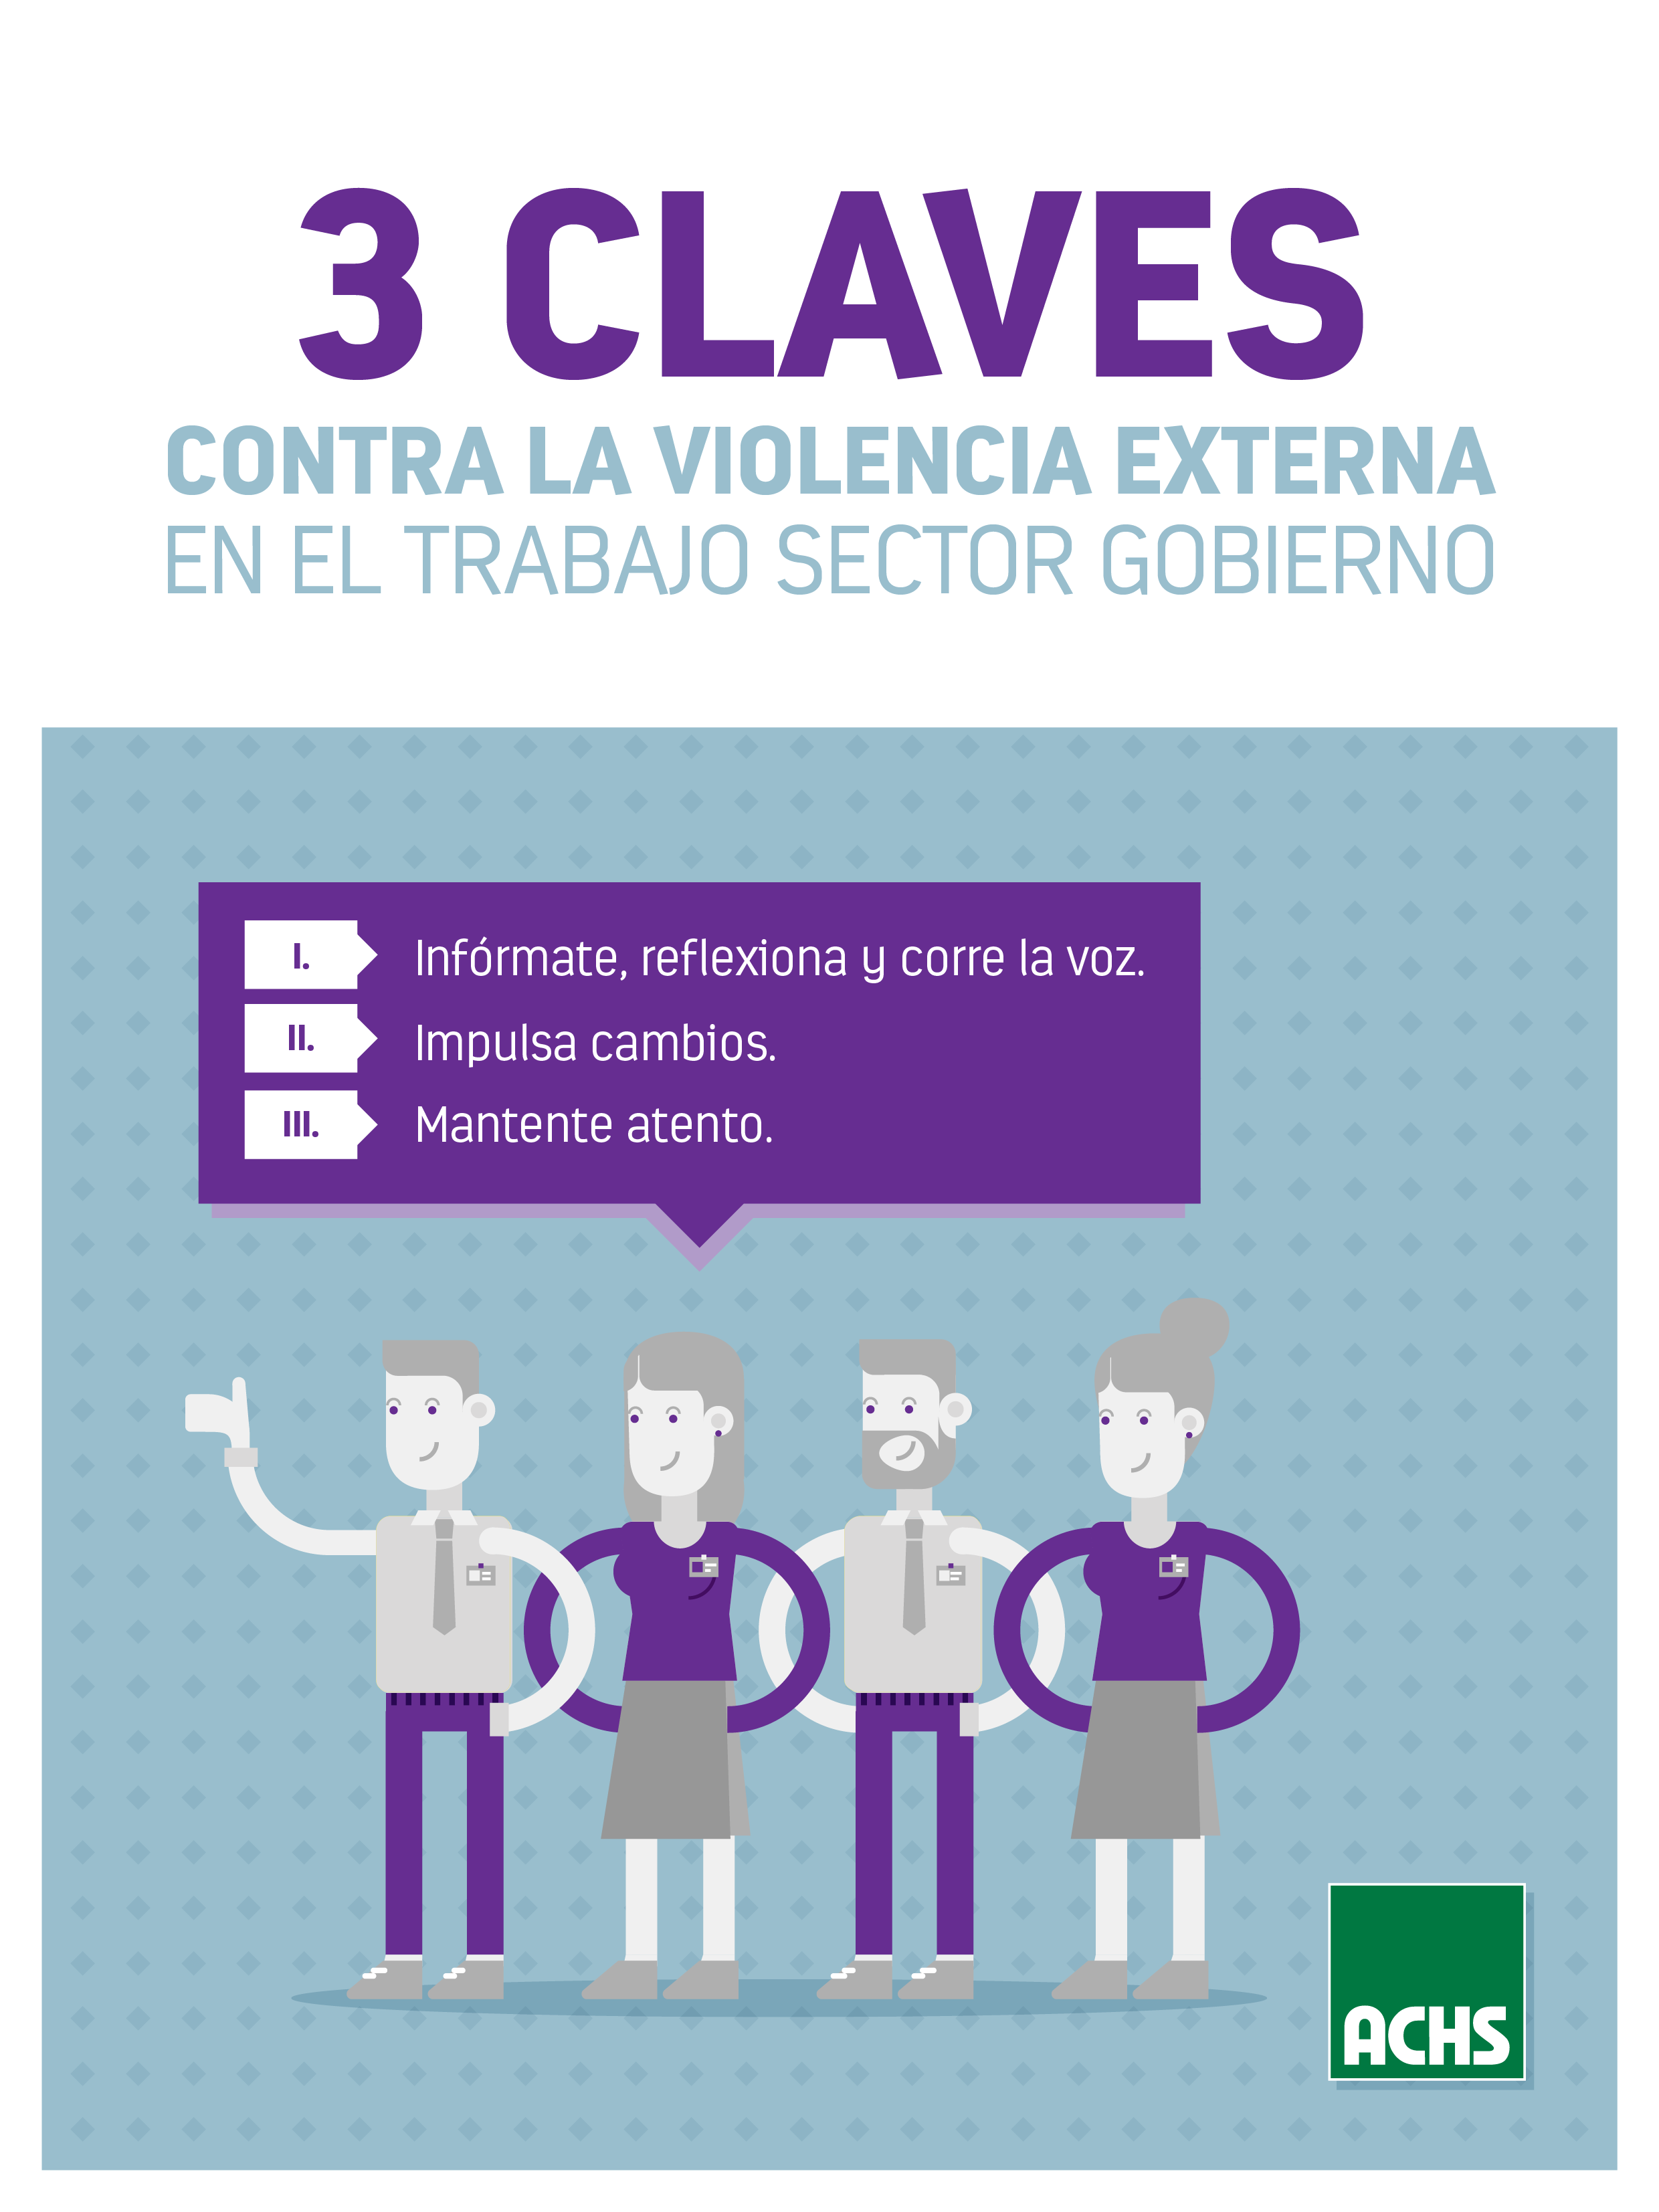 3 CLAVES
CONTRA LA VIOLENCIA EXTERNA
EN EL TRABAJO SECTOR GOBIERNO
I. Infórmate, reflexiona y corre la voz.
II. Impulsa cambios.
III. Mantente atento.
ACHS